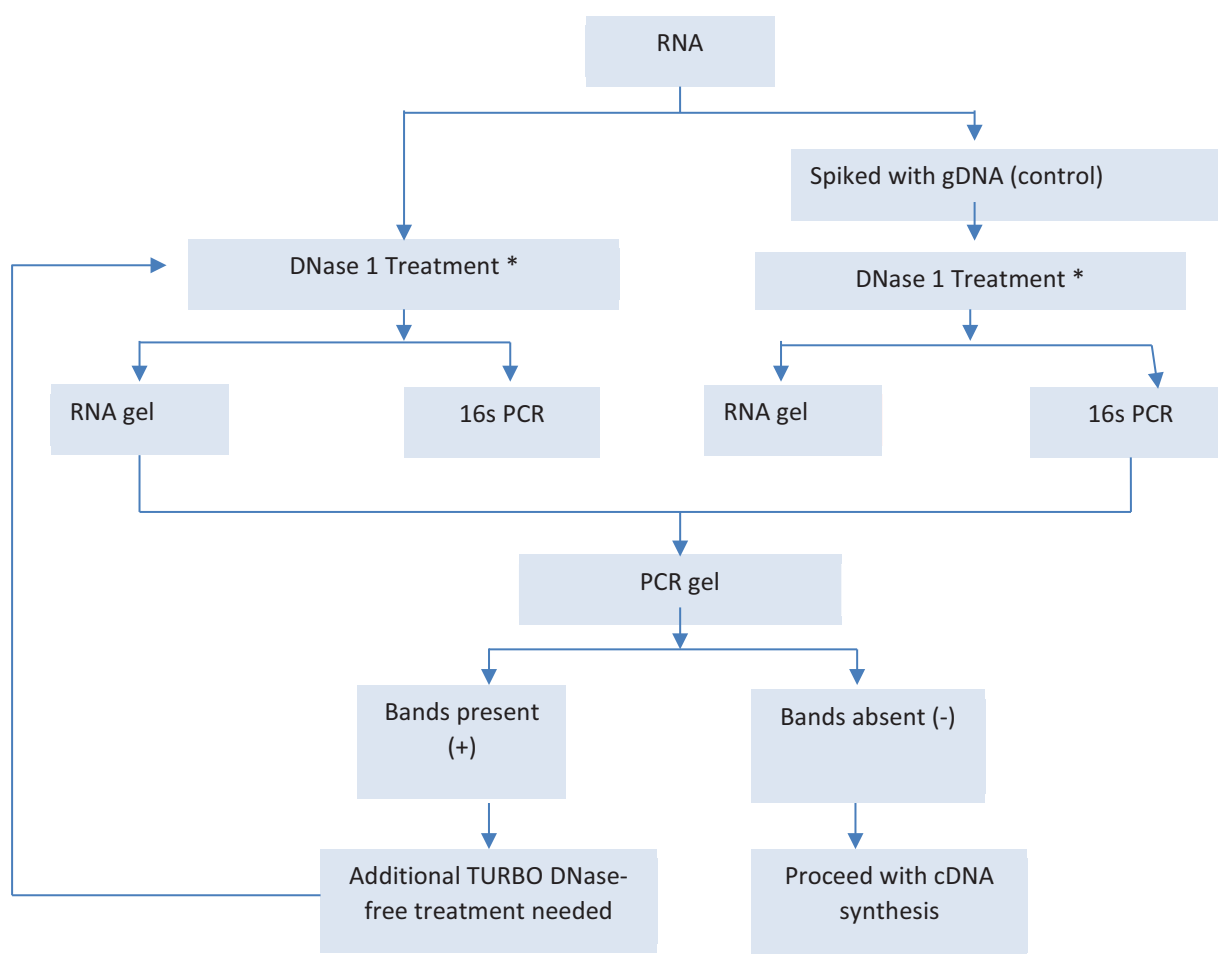 RNA
Spiked with gDNA (control)
DNase 1 Treatment *
DNase 1 Treatment *
RNA gel
16s PCR
RNA gel
16s PCR
PCR gel
Bands present
(+)
Bands absent (-)
Additional TURBO DNase-
free treatment needed
Proceed with cDNA
synthesis